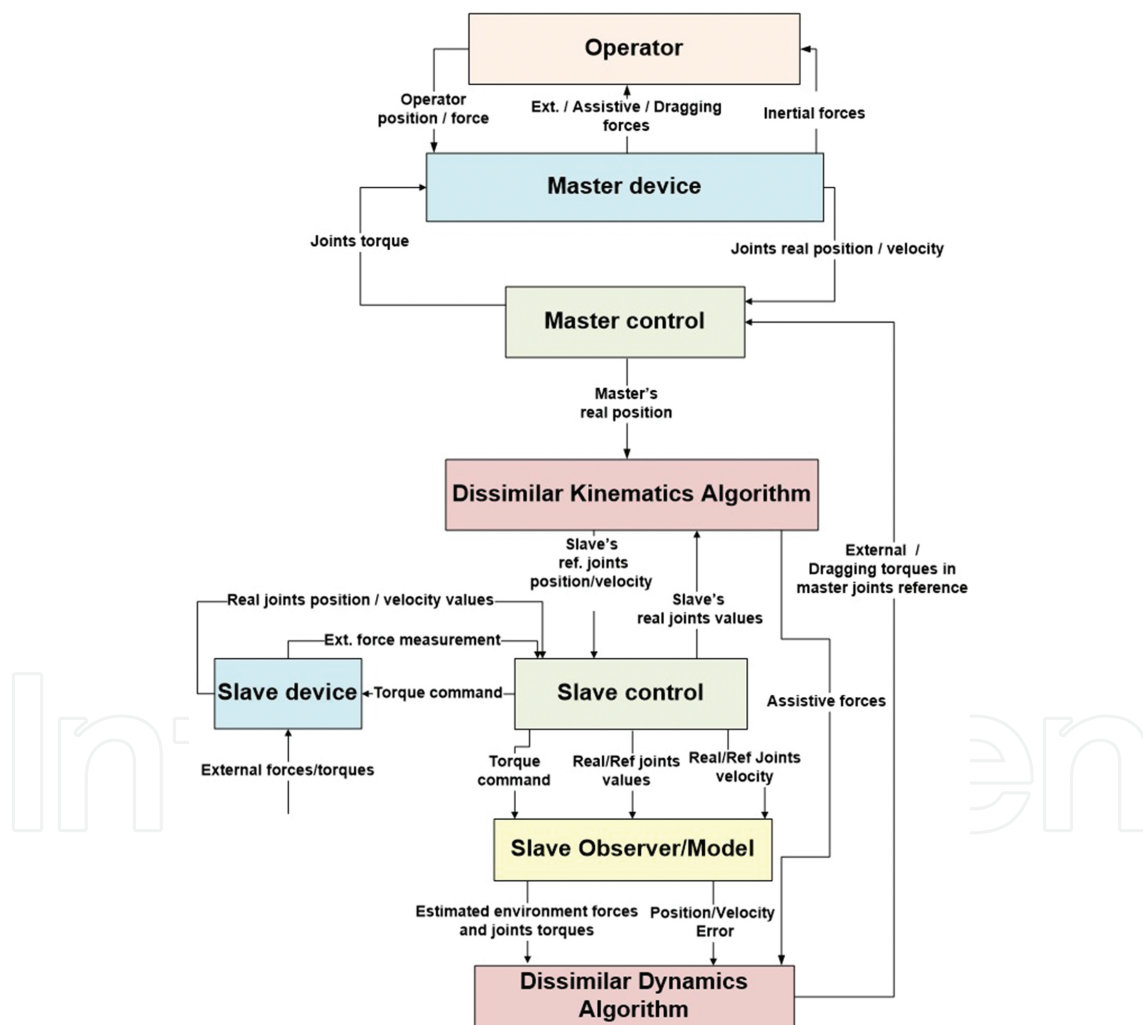 Operator
Operator
position / force
Ext. / Assistive / Dragging
forces
Inertial forces
Master device
Joints torque
Joints real position / velocity
Master control
Master's
real position
Dissimilar Kinematics Algorithm
Slave's
ref. joints
position/velocity
External /
Dragging torques in
master joints reference
Real joints position / velocity values
Slave's
real joints values
Ext. force measurement
Slave device
Torque command
Slave control
Assistive forces
External forces/torques
Torque
command
Real/Ref joints
values
Real/Ref Joints
velocity
Slave Observer/Model
Estimated environment forces
and joints torques
Position/Velocity
Error
Dissimilar Dynamics
Algorithm